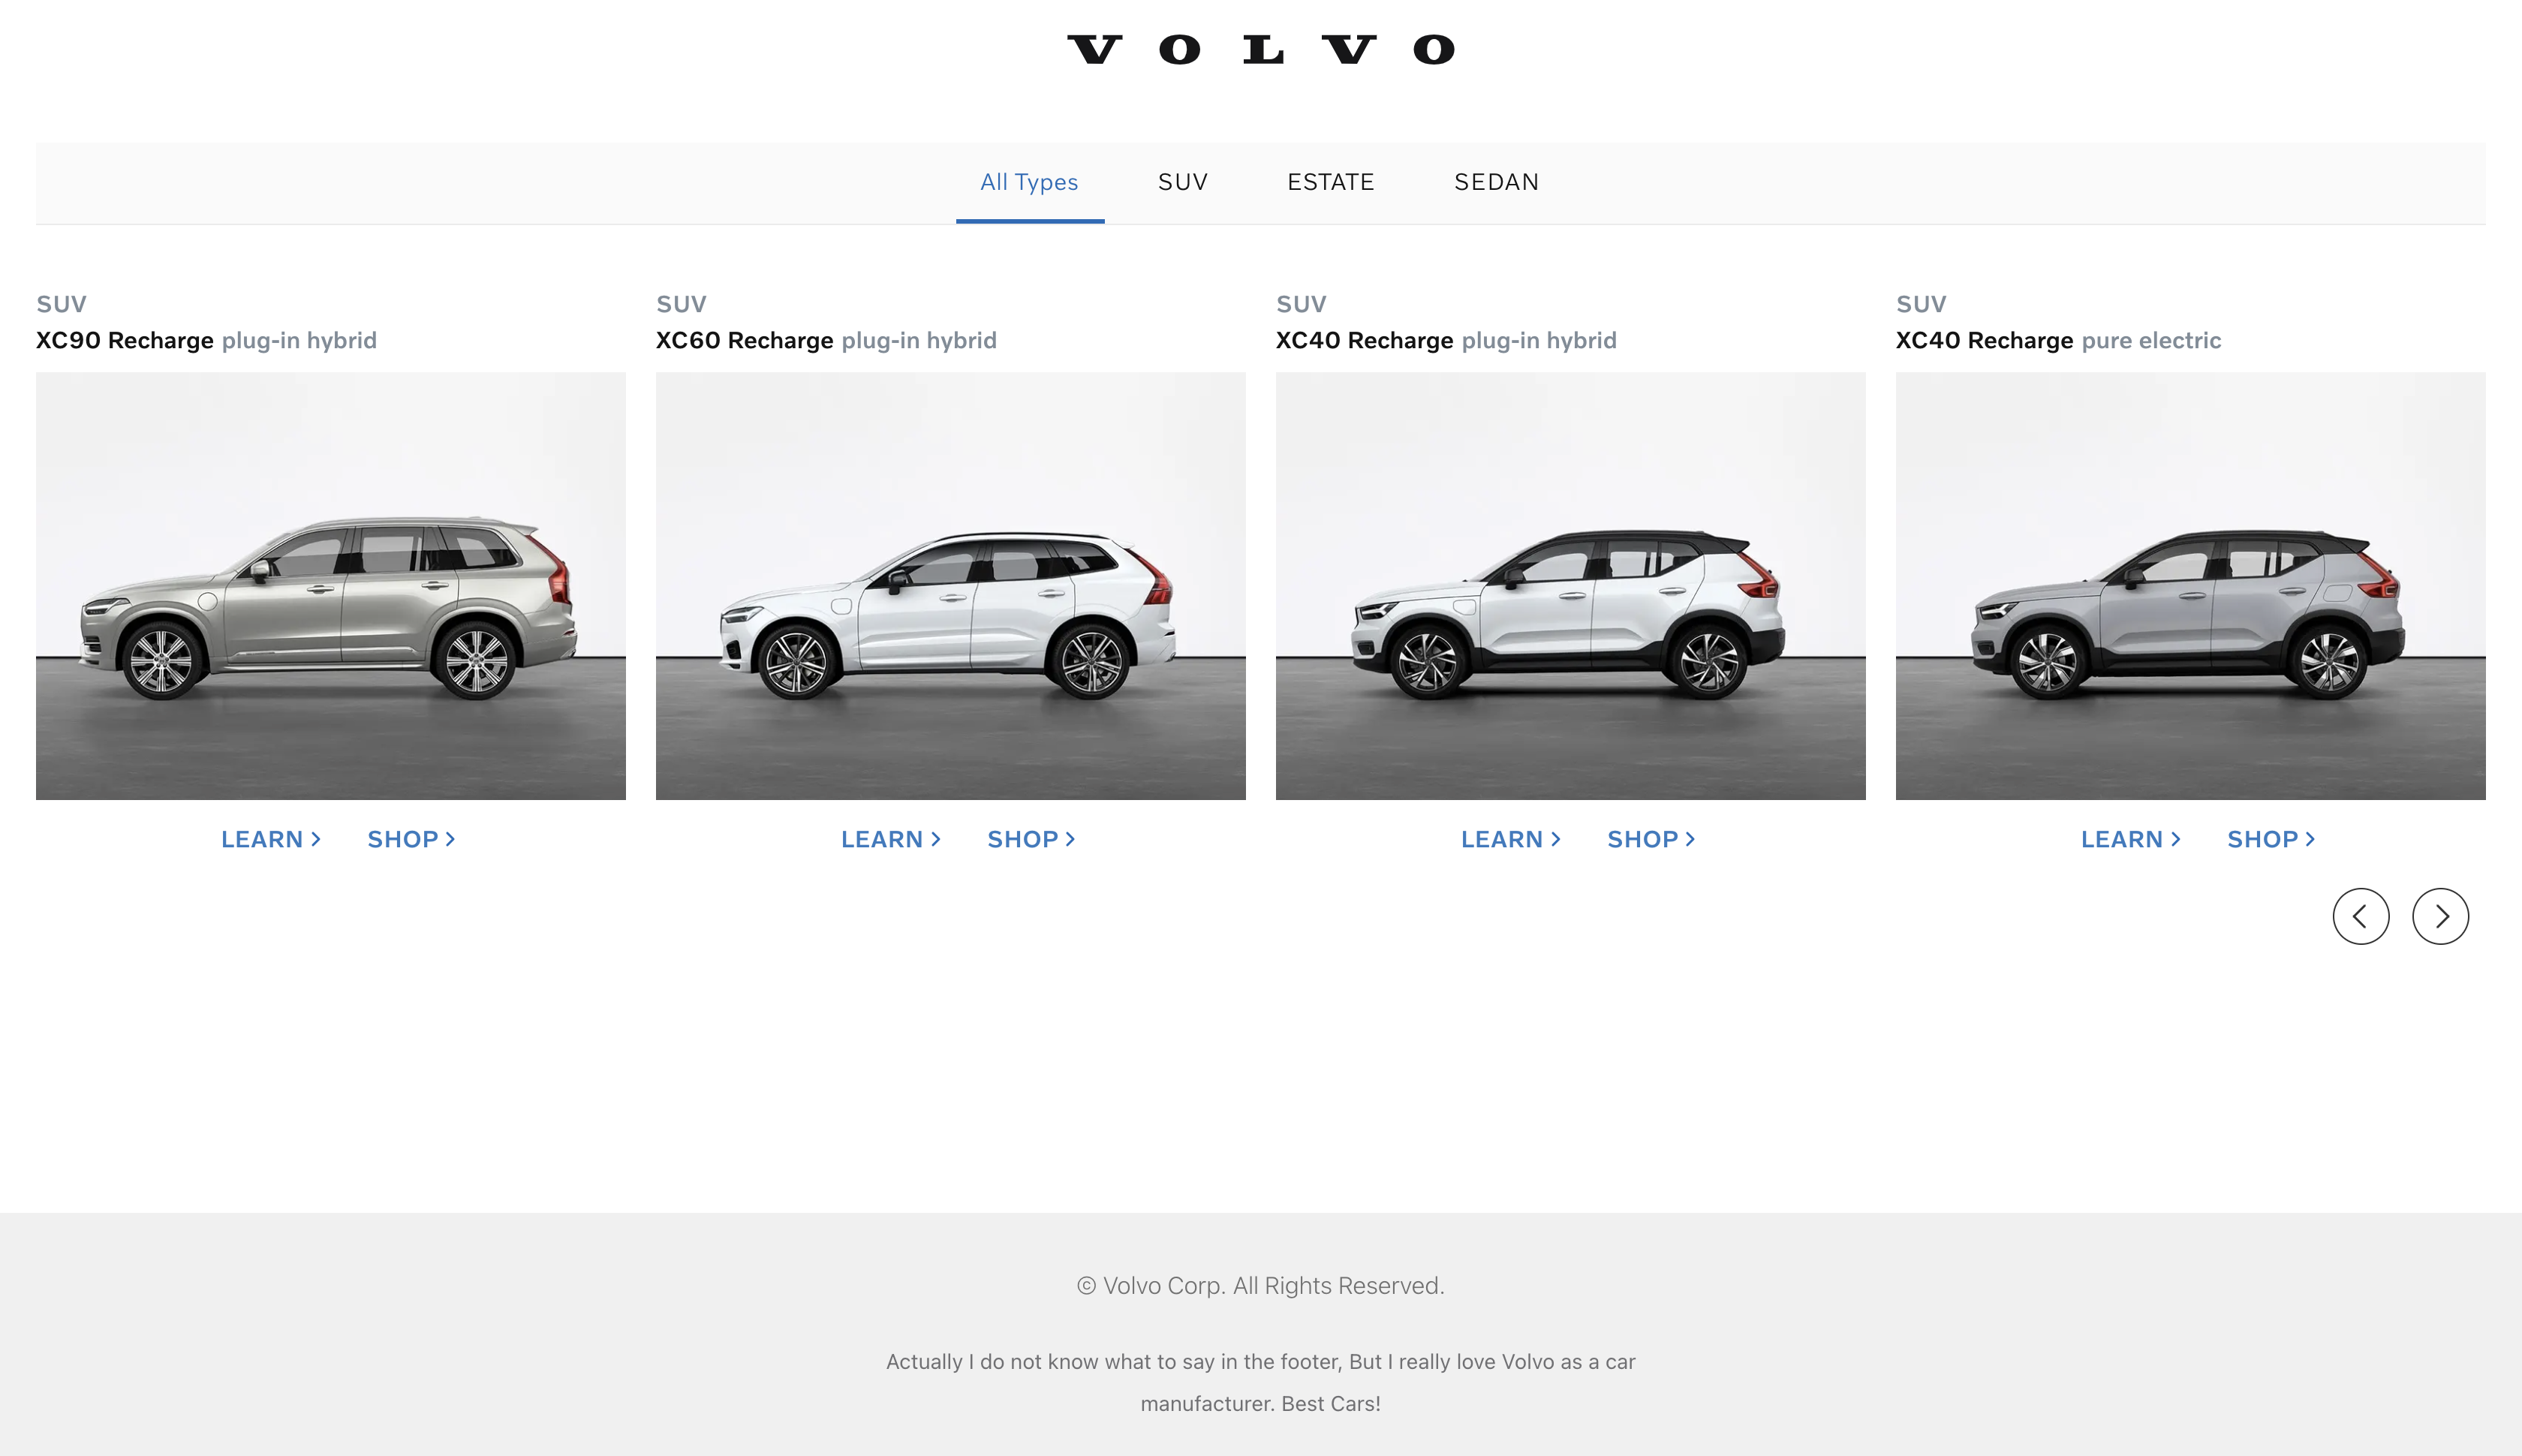 VOLVO
All Types SUV ESTATE SEDAN
SUV
XC90 Recharge plug-in hybrid
LEARN SHOP
SUV
XC60 Recharge plug-in hybrid
LEARN SHOP
SUV
XC40 Recharge plug-in hybrid
LEARN SHOP
SUV
XC40 Recharge pure electric
LEARN SHOP
© Volvo Corp. All Rights Reserved.
Actually I do not know what to say in the footer, But I really love Volvo as a car
manufacturer. Best Cars!